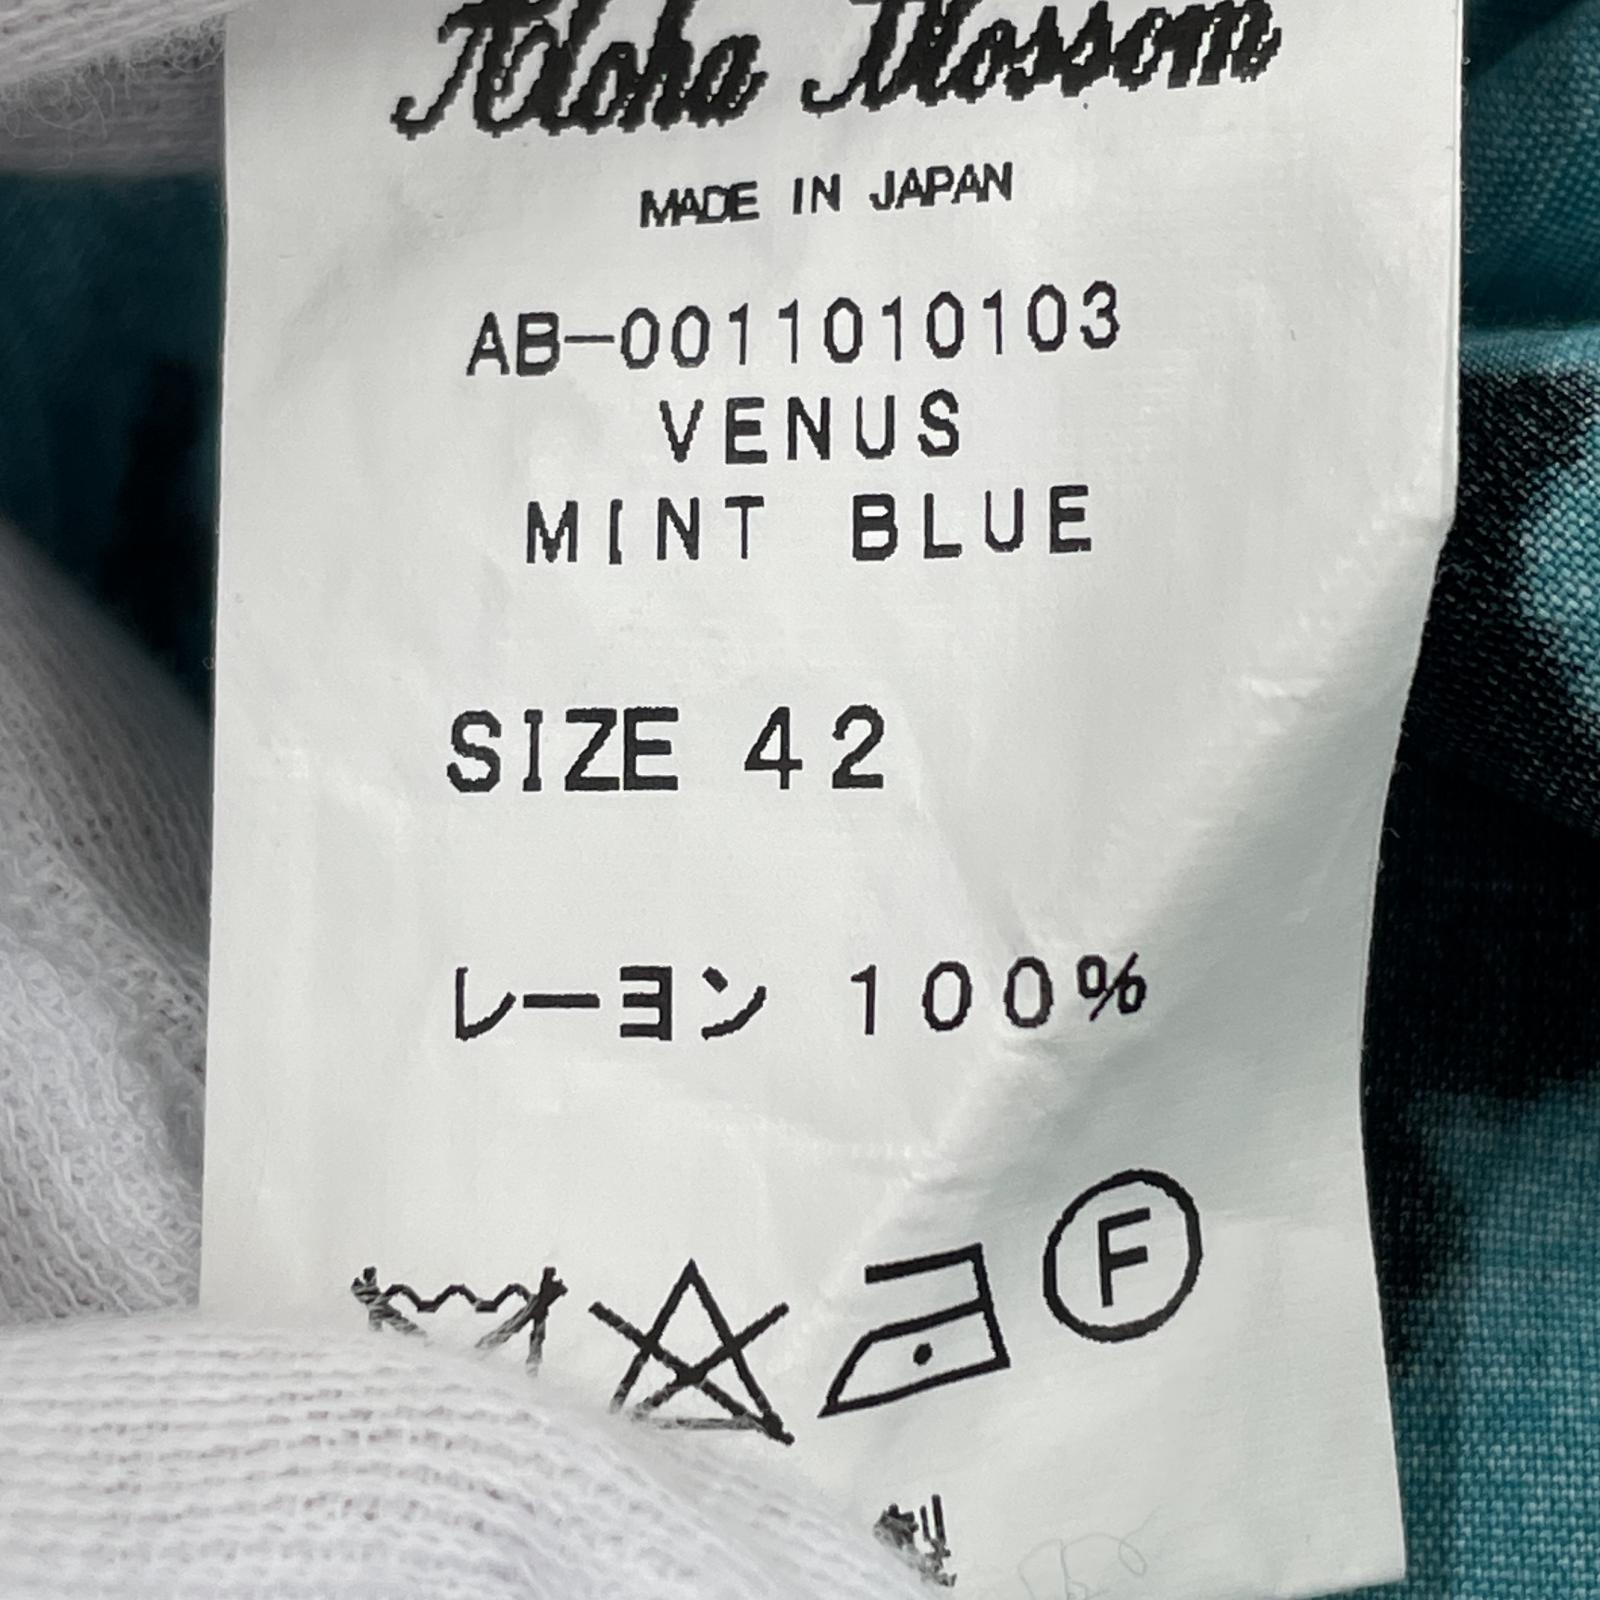 Aloha Blossom
MADE IN JAPAN
AB-0011010103
VENUS
MINT BLUE
SIZE 42
レーヨン 100%
F